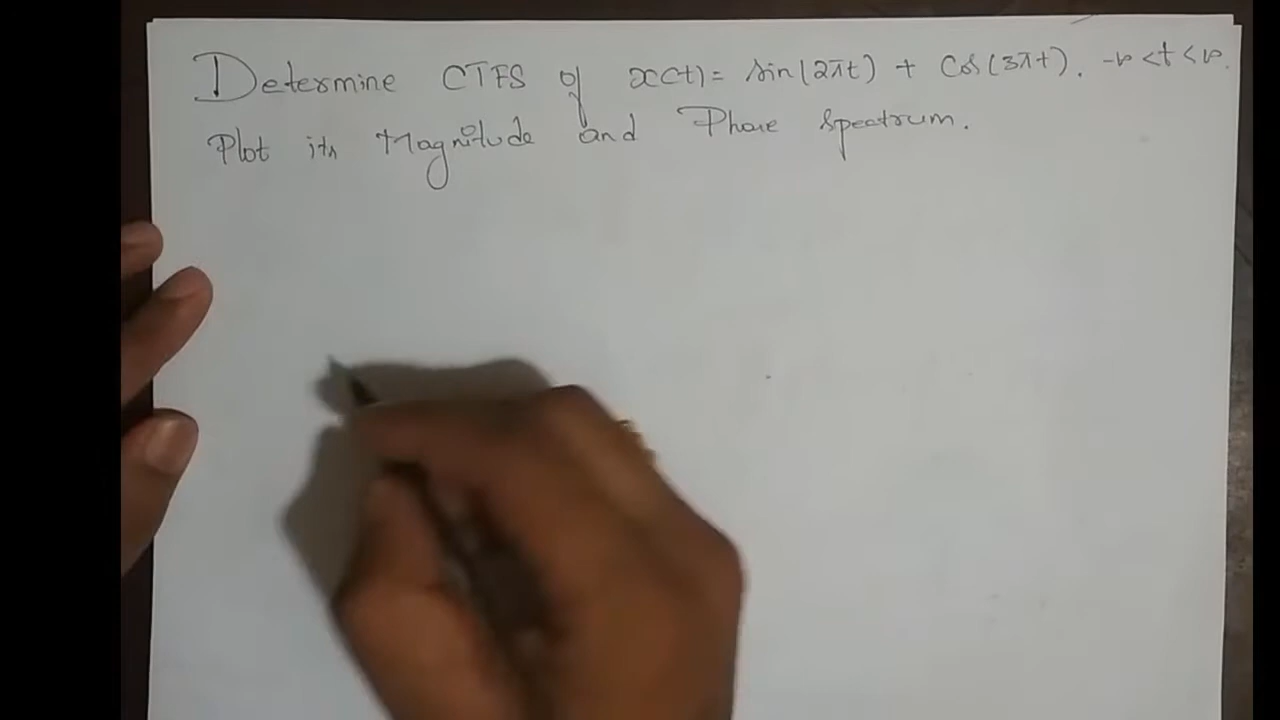 Determine CTFS of x(t) = sin(2πt) + cos(3πt). -∞ < t < ∞.
Plot its Magnitude and Phase Spectrum.